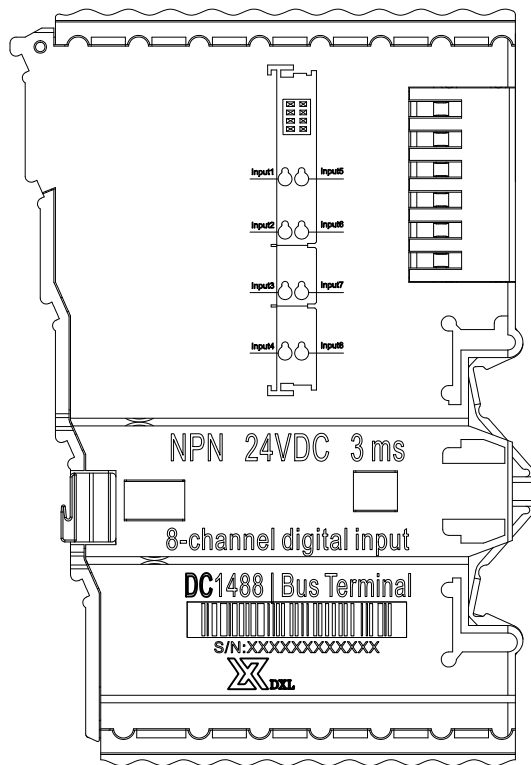 Input1 Input5
Input2 Input6
Input3 Input7
Input4 Input8
NPN 24VDC 3 ms
8-channel digital input
DC1488 | Bus Terminal
S/N:XXXXXXXXXXXX
DXL